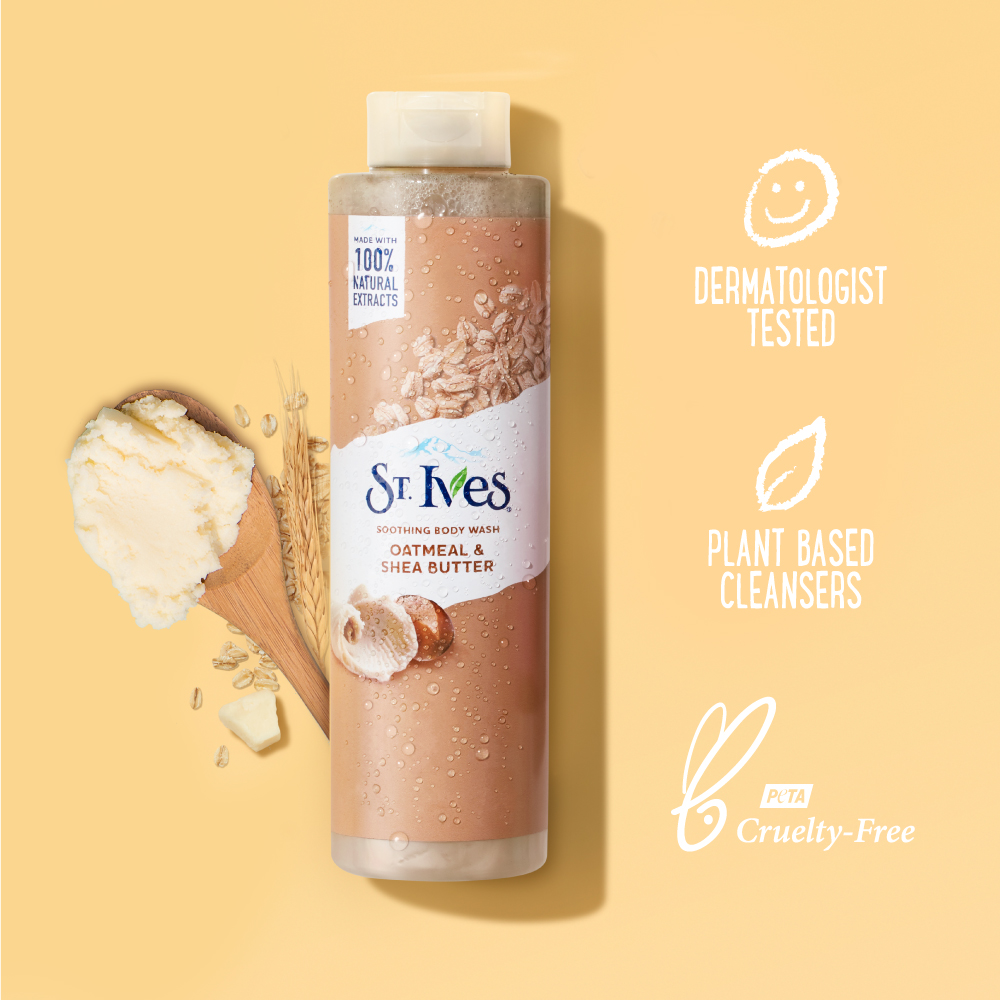 MADE WITH
100%
NATURAL
EXTRACTS
ST. IVES
SOOTHING BODY WASH
OATMEAL &
SHEA BUTTER
DERMATOLOGIST
TESTED
PLANT BASED
CLEANSERS
PETA
Cruelty-Free